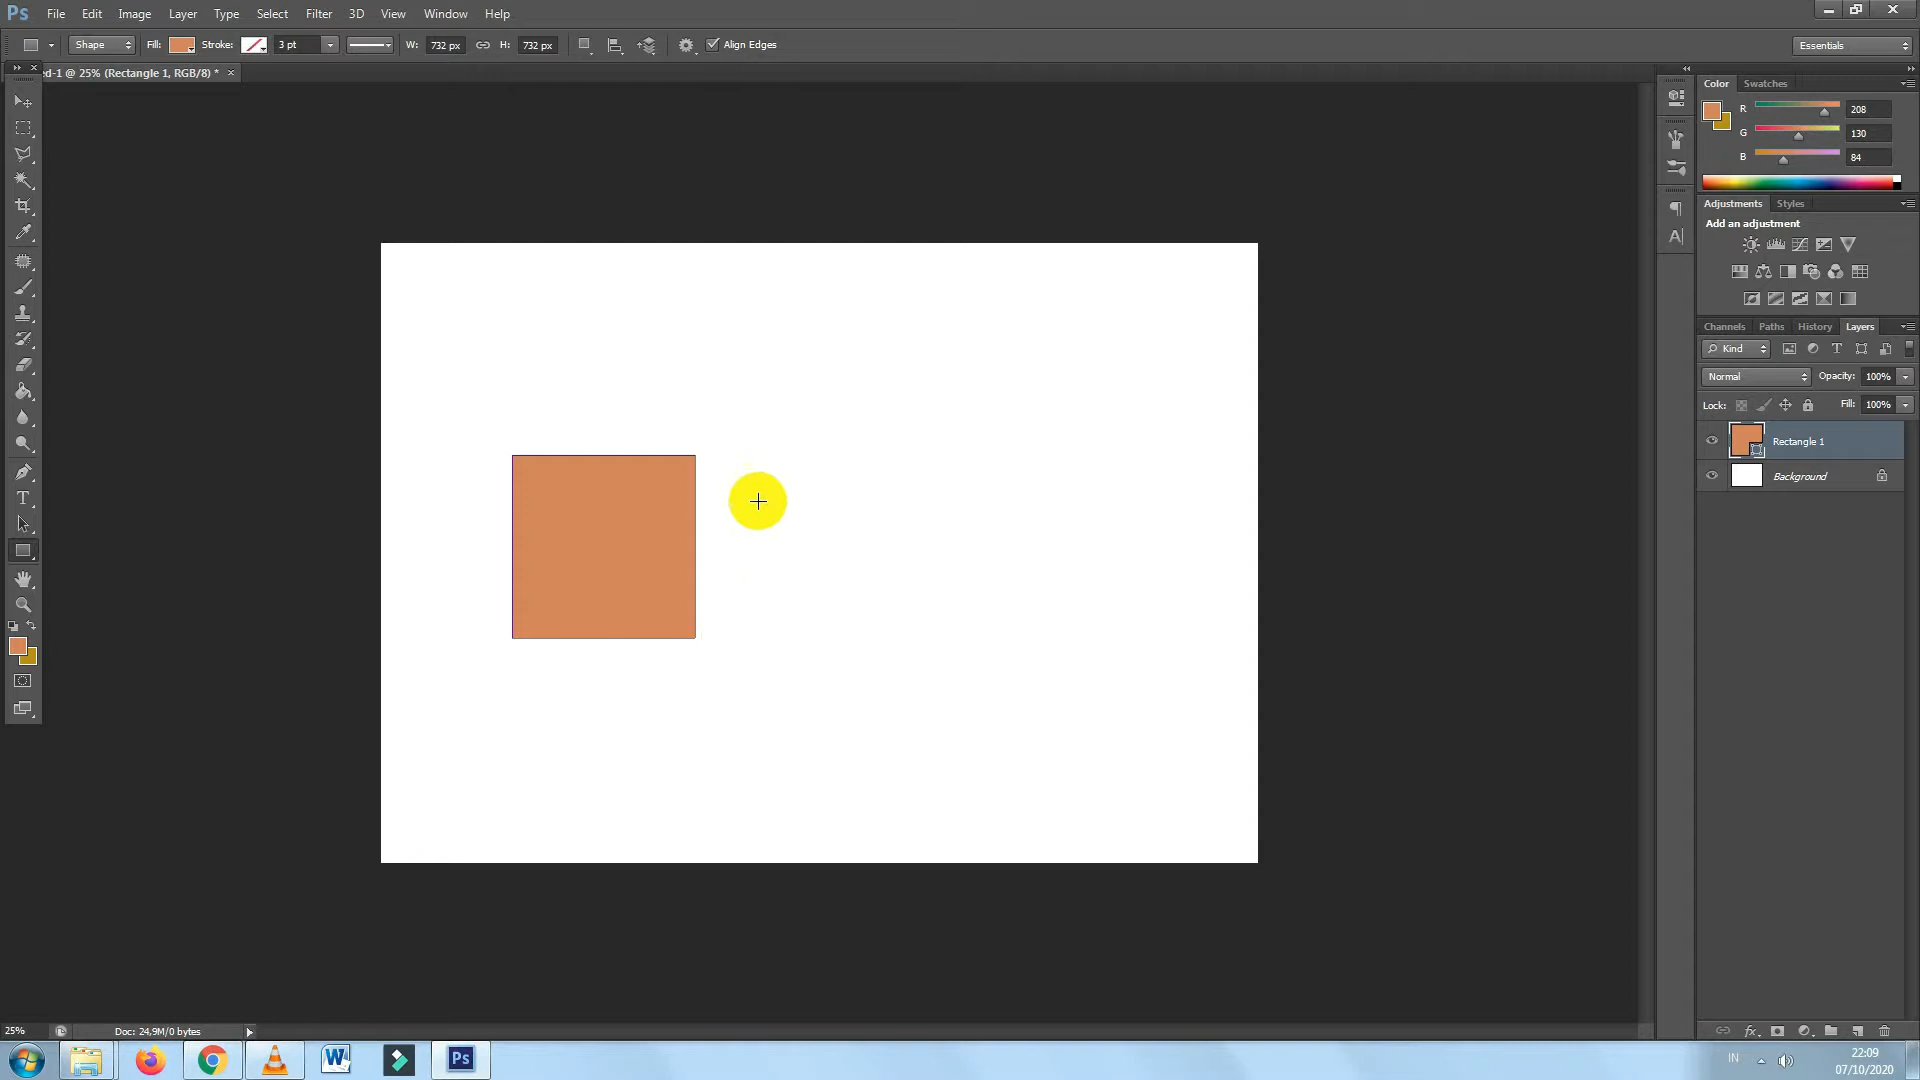 Ps File Edit Image Layer Type Select Filter 3D View Window Help
Shape Fill: Stroke: 3 pt W: 732 px H: 732 px Align Edges Essentials
ed-1 @ 25% (Rectangle 1, RGB/8) *
Color Swatches
R 208
G 130
B 84
Adjustments Styles
Add an adjustment
Channels Paths History Layers
Kind
Normal Opacity: 100%
Lock: Fill: 100%
Rectangle 1
Background
25% Doc: 24,9M/0 bytes
IN
22:09
07/10/2020